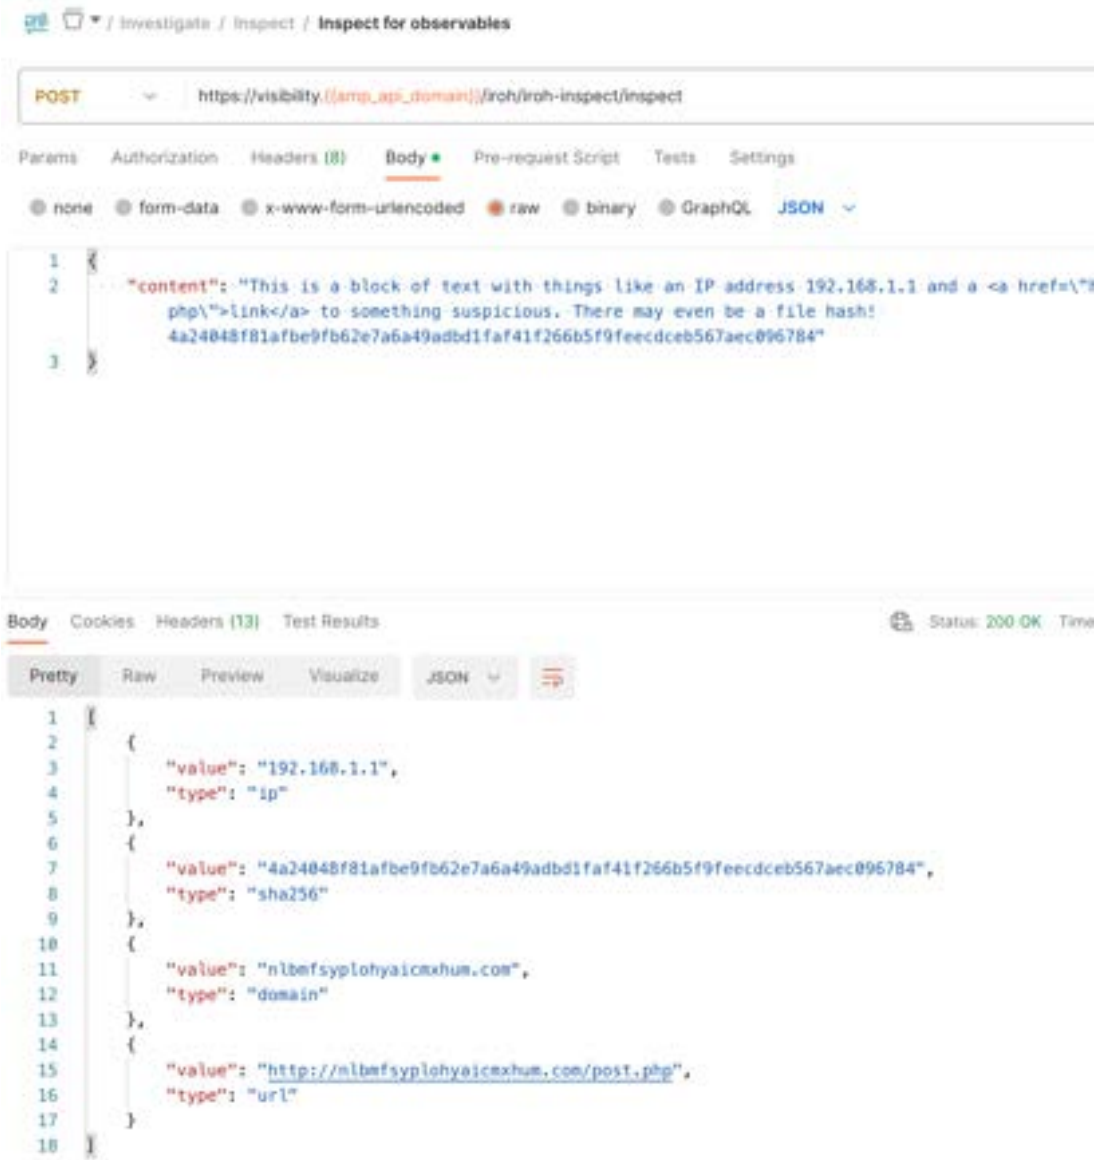 / Investigate / Inspect / Inspect for observables
POST https://visibility.{{amp_api_domain}}/iroh/iroh-inspect/inspect
Params Authorization Headers (8) Body Pre-request Script Tests Settings
none form-data x-www-form-urlencoded raw binary GraphQL JSON
1 {
2 "content": "This is a block of text with things like an IP address 192.168.1.1 and a <a href=\"h
php\">link</a> to something suspicious. There may even be a file hash!
4a24048f81afbe9fb62e7a6a49adbd1faf41f266b5f9feecdceb567aec096784"
3 }
Body Cookies Headers (13) Test Results Status: 200 OK Time
Pretty Raw Preview Visualize JSON
1 [
2 {
3 "value": "192.168.1.1",
4 "type": "ip"
5 },
6 {
7 "value": "4a24048f81afbe9fb62e7a6a49adbd1faf41f266b5f9feecdceb567aec096784",
8 "type": "sha256"
9 },
10 {
11 "value": "nlbmfsyplohyaicmxhum.com",
12 "type": "domain"
13 },
14 {
15 "value": "http://nlbmfsyplohyaicmxhum.com/post.php",
16 "type": "url"
17 }
18 ]